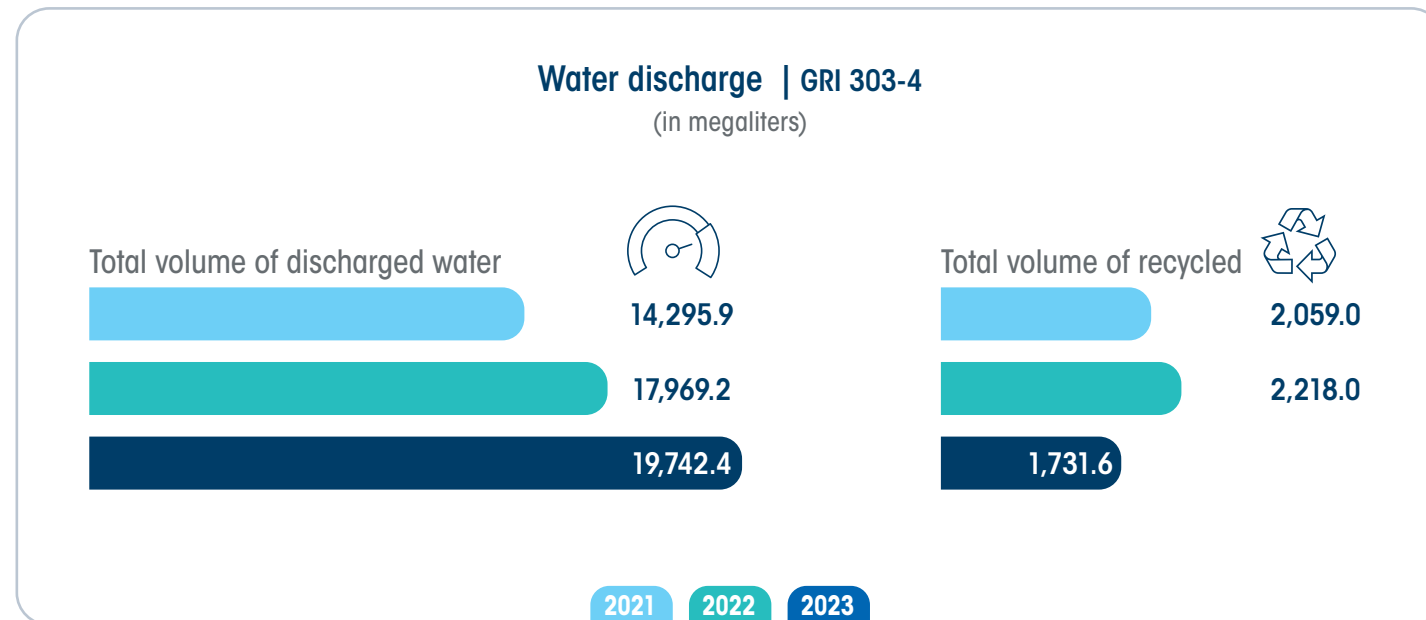 Water discharge | GRI 303-4
(in megaliters)
Total volume of discharged water
14,295.9
17,969.2
19,742.4
Total volume of recycled
2,059.0
2,218.0
1,731.6
2021 2022 2023